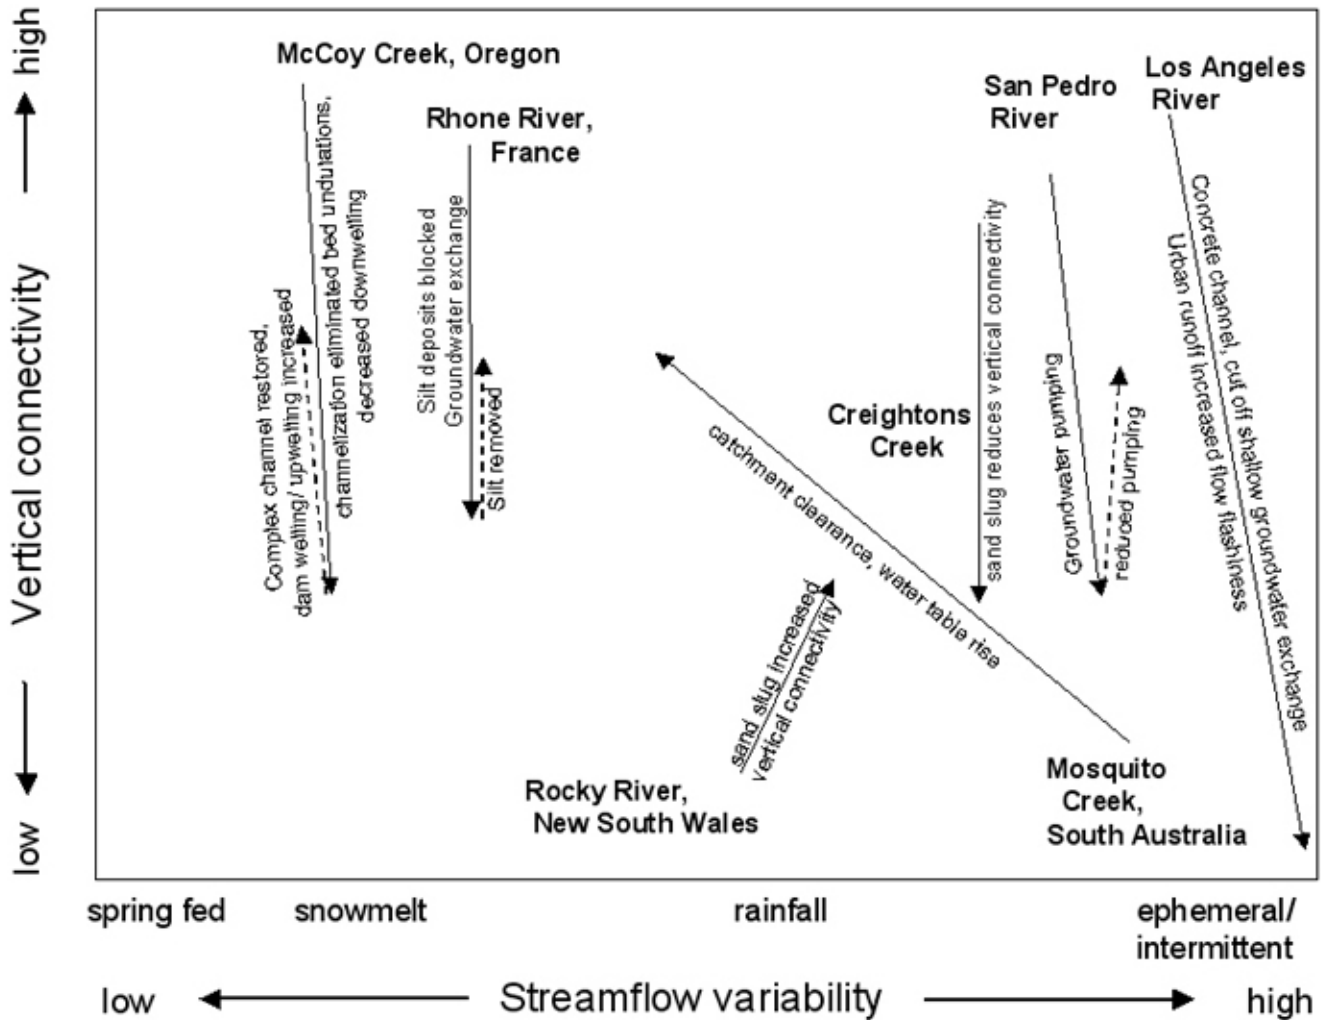 high
Vertical connectivity
low
McCoy Creek, Oregon
channelization eliminated bed undulations,
decreased downwelling
Complex channel restored,
dam welling/ upwelling increased
Rhone River,
France
Silt deposits blocked
Groundwater exchange
Silt removed
catchment clearance, water table rise
Creightons
Creek
sand slug reduces vertical connectivity
San Pedro
River
Groundwater pumping
reduced pumping
Los Angeles
River
Concrete channel, cut off shallow groundwater exchange
Urban runoff increased flow flashiness
sand slug increased
vertical connectivity
Rocky River,
New South Wales
Mosquito
Creek,
South Australia
spring fed
snowmelt
rainfall
ephemeral/
intermittent
low
Streamflow variability
high